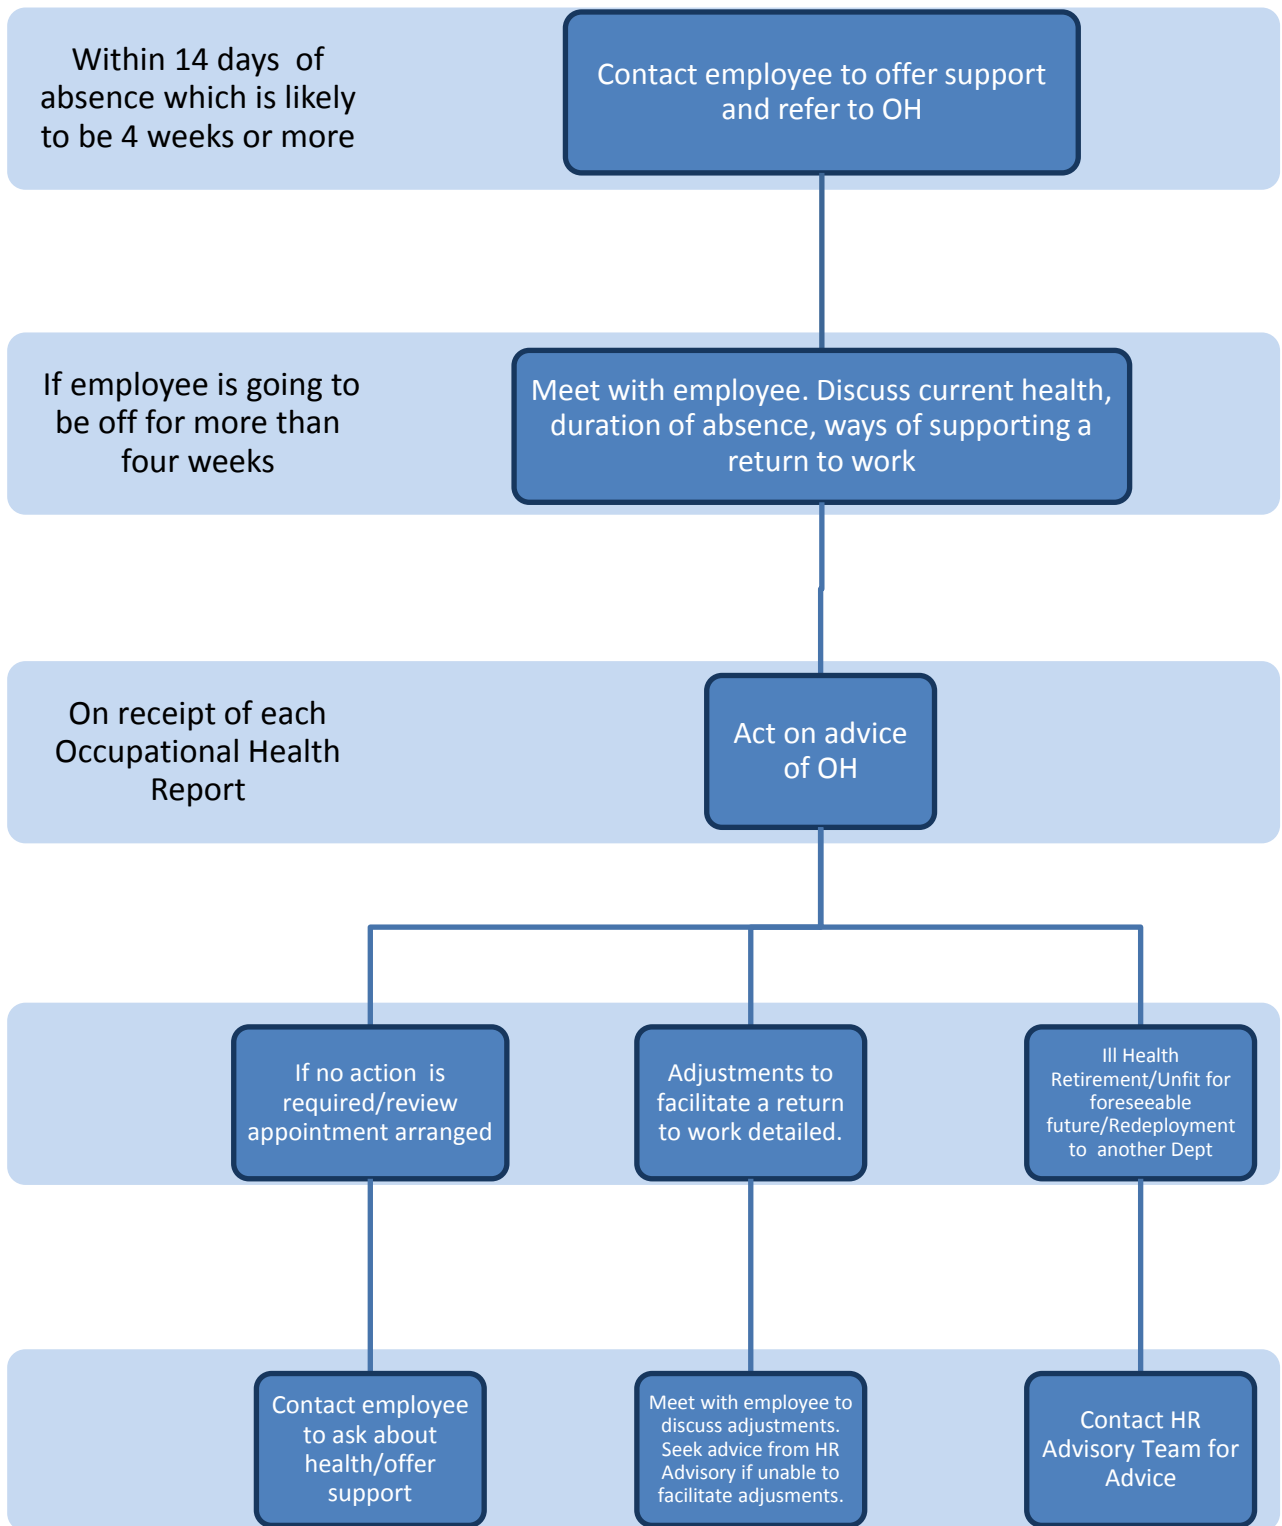 Within 14 days of
absence which is likely
to be 4 weeks or more
Contact employee to offer support
and refer to OH
If employee is going to
be off for more than
four weeks
Meet with employee. Discuss current health,
duration of absence, ways of supporting a
return to work
On receipt of each
Occupational Health
Report
Act on advice
of OH
If no action is
required/review
appointment arranged
Adjustments to
facilitate a return
to work detailed.
Ill Health
Retirement/Unfit for
foreseeable
future/Redeployment
to another Dept
Contact employee
to ask about
health/offer
support
Meet with employee to
discuss adjustments.
Seek advice from HR
Advisory if unable to
facilitate adjusments.
Contact HR
Advisory Team for
Advice